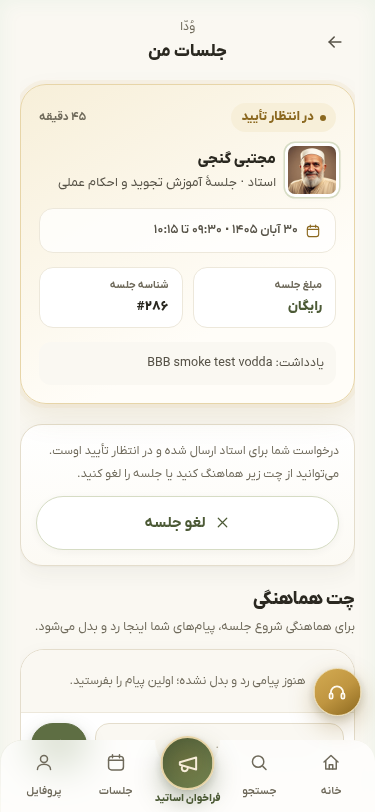 وُدّا
جلسات من
در انتظار تأیید
۴۵ دقیقه
مجتبی گنجی
استاد · جلسهٔ آموزش تجوید و احکام عملی
۳۰ آبان ۱۴۰۵ · ۰۹:۳۰ تا ۱۰:۱۵
مبلغ جلسه
رایگان
شناسه جلسه
#۲۸۶
یادداشت: BBB smoke test vodda
درخواست شما برای استاد ارسال شده و در انتظار تأیید اوست.
می‌توانید از چت زیر هماهنگ کنید یا جلسه را لغو کنید.
لغو جلسه
چت هماهنگی
برای هماهنگی شروع جلسه، پیام‌های شما اینجا رد و بدل می‌شود.
هنوز پیامی رد و بدل نشده؛ اولین پیام را بفرستید.
خانه
جستجو
فراخوان اساتید
جلسات
پروفایل